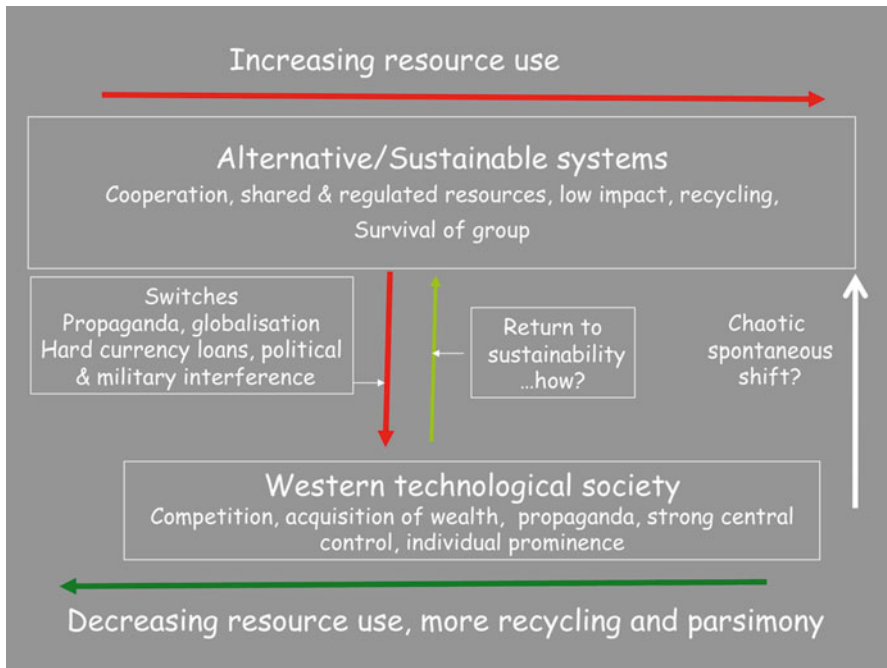 Increasing resource use
Alternative/Sustainable systems
Cooperation, shared & regulated resources, low impact, recycling,
Survival of group
Switches
Propaganda, globalisation
Hard currency loans, political
& military interference
Return to
sustainability
...how?
Chaotic
spontaneous
shift?
Western technological society
Competition, acquisition of wealth, propaganda, strong central
control, individual prominence
Decreasing resource use, more recycling and parsimony